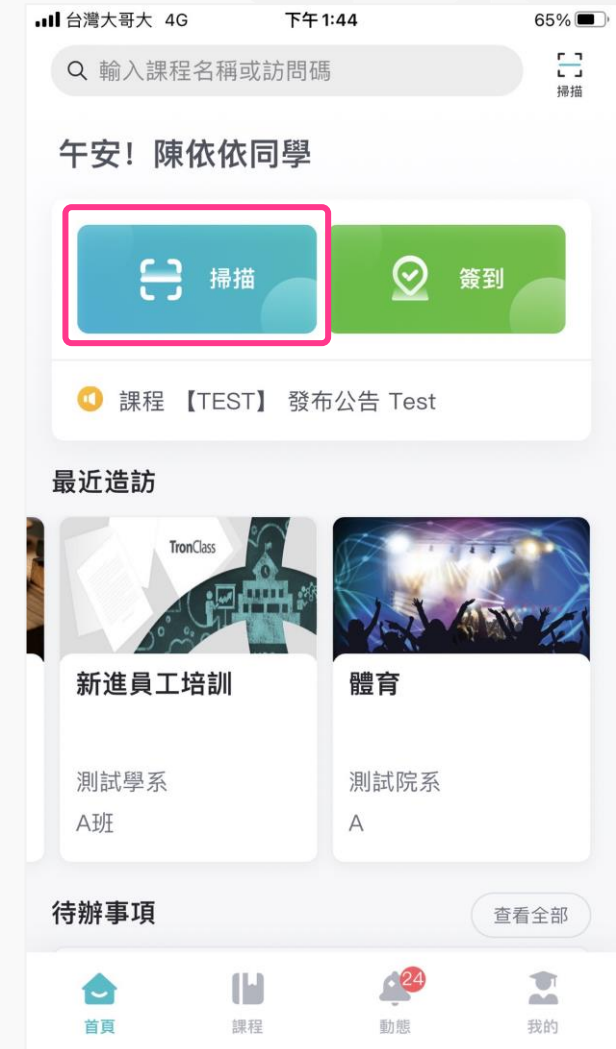 台灣大哥大 4G 下午1:44 65%
輸入課程名稱或訪問碼
掃描
午安！陳依依同學
掃描 簽到
課程 【TEST】 發布公告 Test
最近造訪
TronClass
新進員工培訓 體育
測試學系 測試院系
A班 A
待辦事項 查看全部
24
首頁 課程 動態 我的